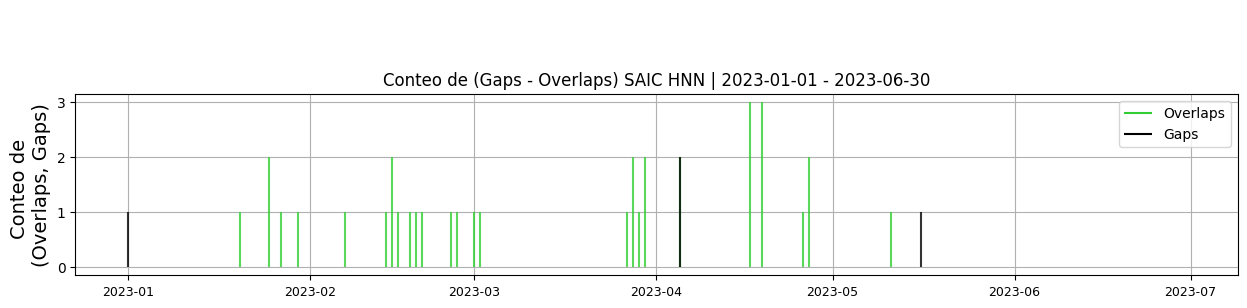 Conteo de (Gaps - Overlaps) SAIC HNN | 2023-01-01 - 2023-06-30
Conteo de
(Overlaps, Gaps)
3
2
1
0
Overlaps
Gaps
2023-01
2023-02
2023-03
2023-04
2023-05
2023-06
2023-07